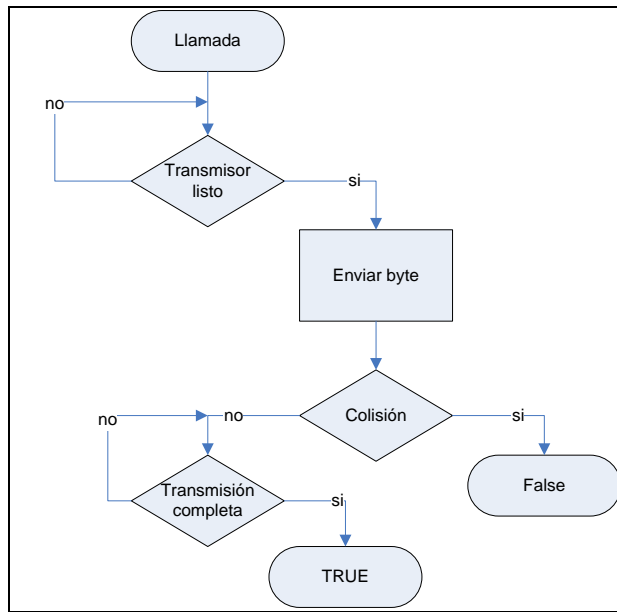 Llamada
no
Transmisor
listo
si
Enviar byte
Colisión
no
no
si
Transmisión
completa
si
False
TRUE